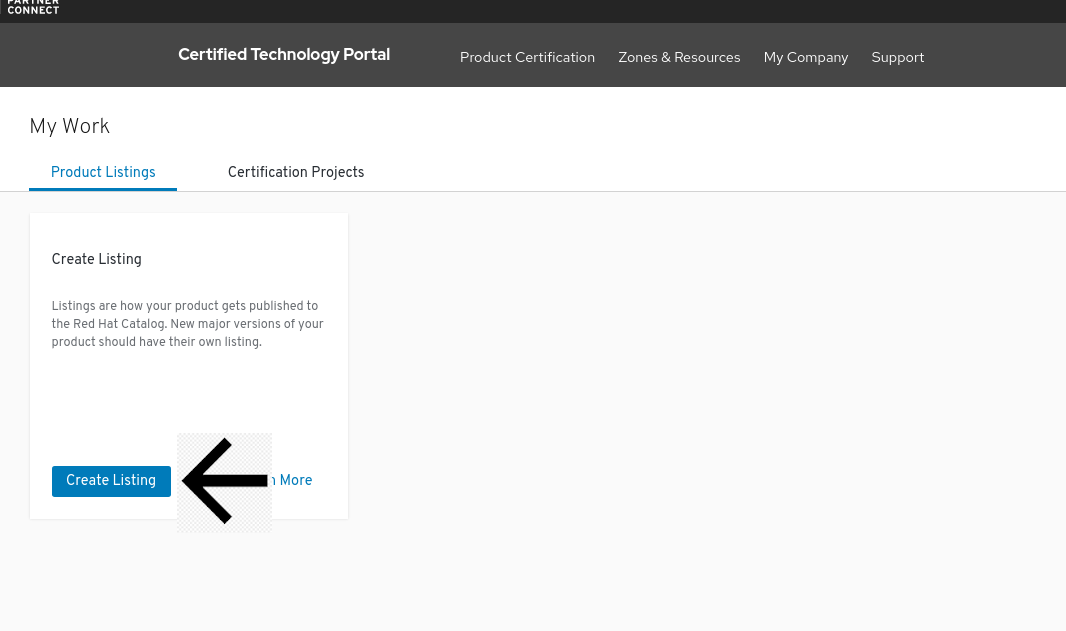 PARTNER
CONNECT
Certified Technology Portal
Product Certification
Zones & Resources
My Company
Support
My Work
Product Listings
Certification Projects
Create Listing
Listings are how your product gets published to
the Red Hat Catalog. New major versions of your
product should have their own listing.
Create Listing
More